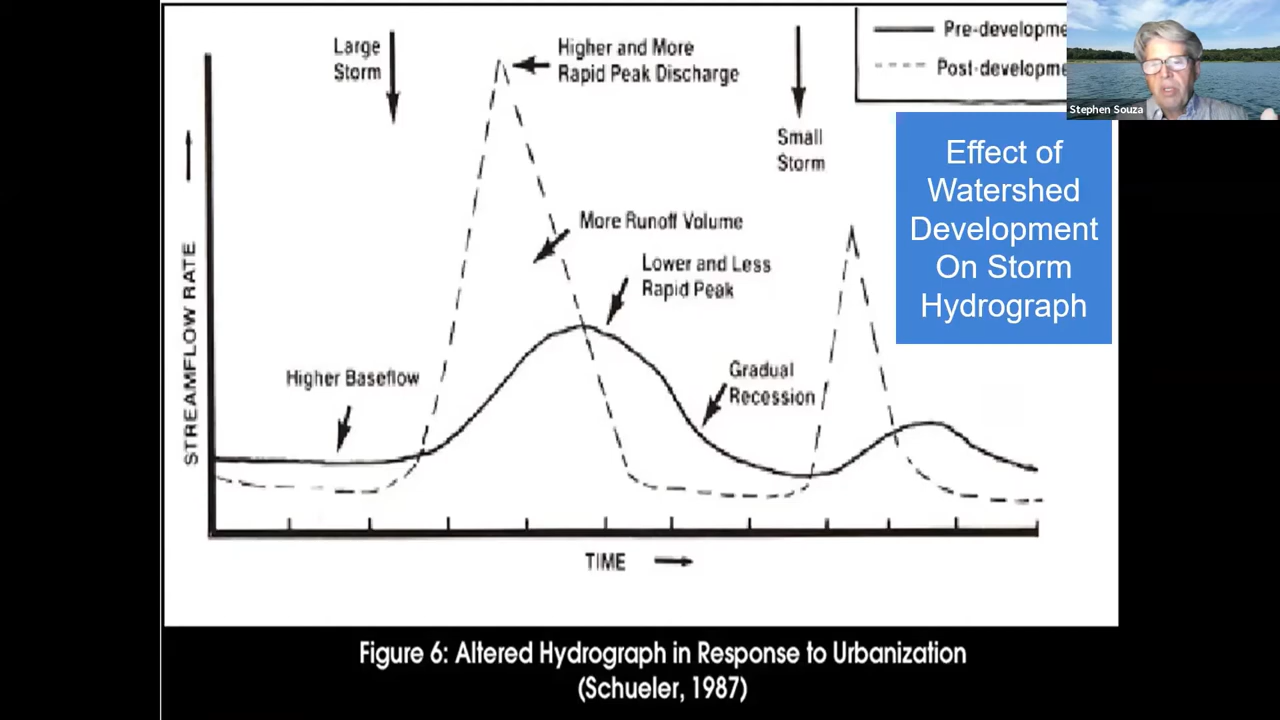 Large
Storm
Higher and More
Rapid Peak Discharge
Small
Storm
Stephen Souza
Effect of
Watershed
Development
On Storm
Hydrograph
More Runoff Volume
Lower and Less
Rapid Peak
Higher Baseflow
Gradual
Recession
STREAMFLOW RATE
TIME
Figure 6: Altered Hydrograph in Response to Urbanization
(Schueler, 1987)